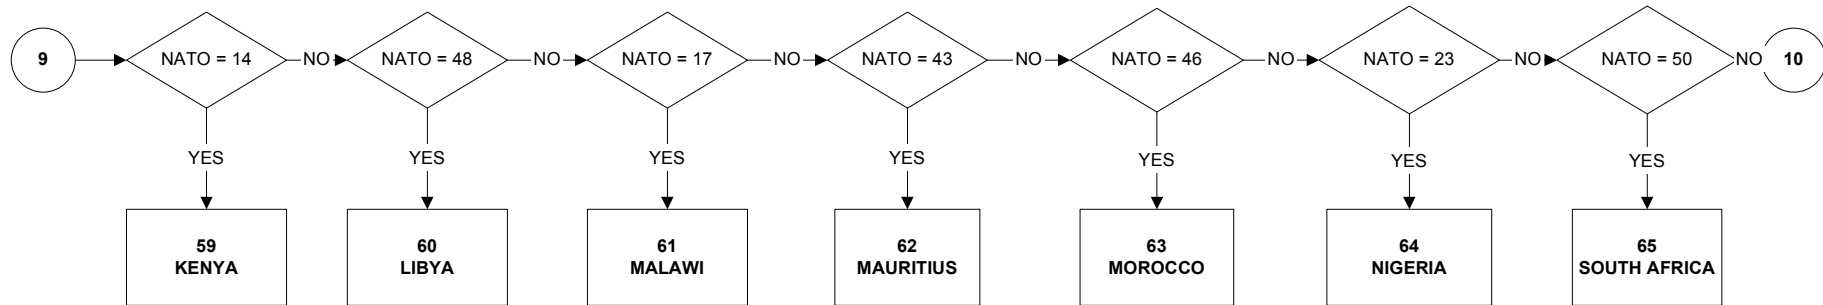 9
NATO = 14
NO
NATO = 48
NO
NATO = 17
NO
NATO = 43
NO
NATO = 46
NO
NATO = 23
NO
NATO = 50
NO
10
YES
YES
YES
YES
YES
YES
YES
59
KENYA
60
LIBYA
61
MALAWI
62
MAURITIUS
63
MOROCCO
64
NIGERIA
65
SOUTH AFRICA